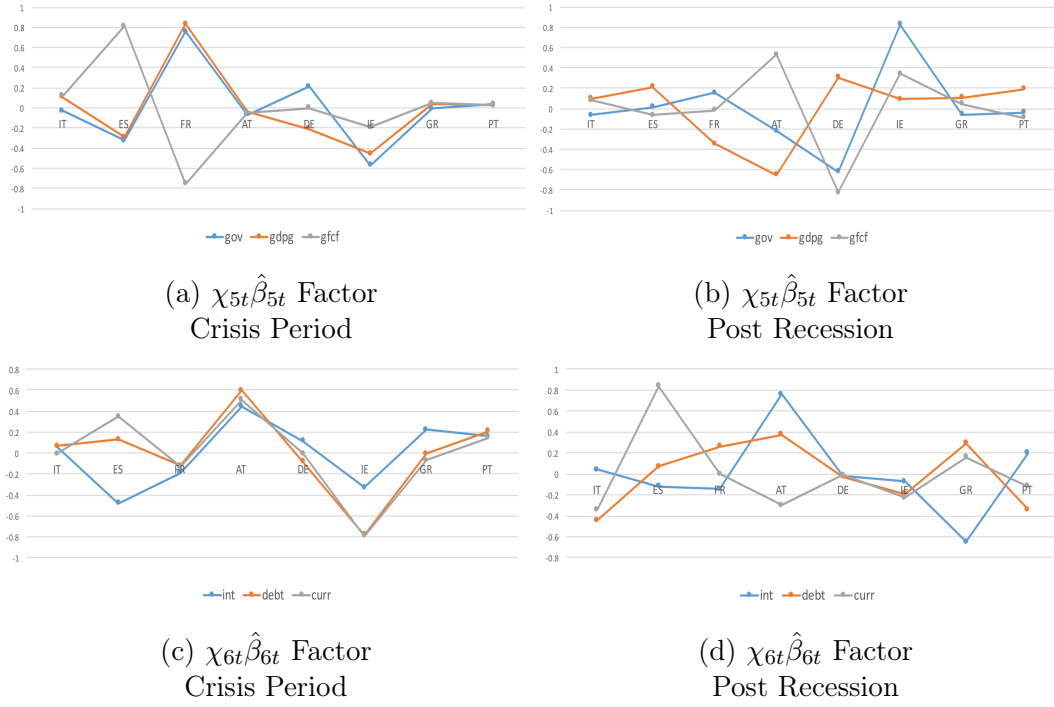 1
0.8
0.6
0.4
0.2
0
-0.2
-0.4
-0.6
-0.8
-1
IT ES FR AT DE IE GR PT
gov gdpg gfcf
(a) χ5tβ̂5t Factor
Crisis Period
1
0.8
0.6
0.4
0.2
0
-0.2
-0.4
-0.6
-0.8
-1
IT ES FR AT DE IE GR PT
gov gdpg gfcf
(b) χ5tβ̂5t Factor
Post Recession
0.8
0.6
0.4
0.2
0
-0.2
-0.4
-0.6
-0.8
-1
IT ES FR AT DE IE GR PT
int debt curr
(c) χ6tβ̂6t Factor
Crisis Period
1
0.8
0.6
0.4
0.2
0
-0.2
-0.4
-0.6
-0.8
IT ES FR AT DE IE GR PT
int debt curr
(d) χ6tβ̂6t Factor
Post Recession